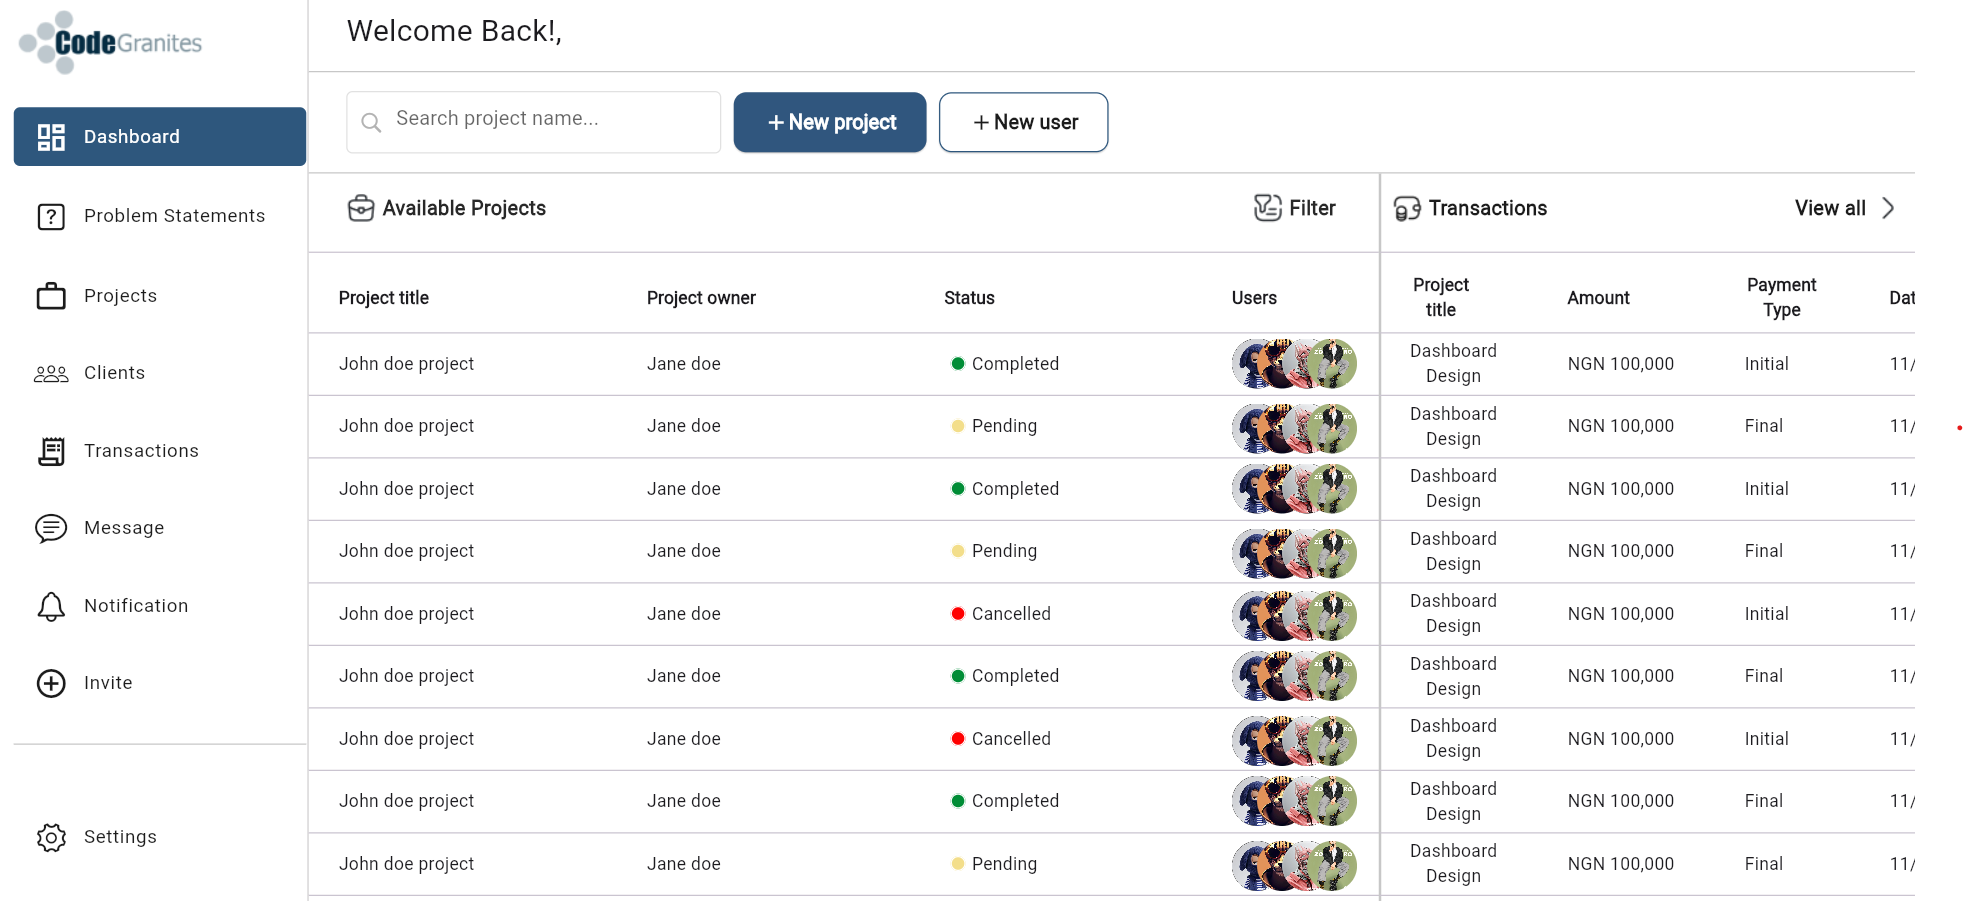 CodeGranites
Dashboard
Problem Statements
Projects
Clients
Transactions
Message
Notification
Invite
Settings
Welcome Back!,
Search project name...
+ New project
+ New user
Available Projects
Filter
Project title Project owner Status Users
John doe project Jane doe Completed
John doe project Jane doe Pending
John doe project Jane doe Completed
John doe project Jane doe Pending
John doe project Jane doe Cancelled
John doe project Jane doe Completed
John doe project Jane doe Cancelled
John doe project Jane doe Completed
John doe project Jane doe Pending
Transactions
View all
Project
title
Amount
Payment
Type
Dat
Dashboard
Design
NGN 100,000 Initial 11/
Dashboard
Design
NGN 100,000 Final 11/
Dashboard
Design
NGN 100,000 Initial 11/
Dashboard
Design
NGN 100,000 Final 11/
Dashboard
Design
NGN 100,000 Initial 11/
Dashboard
Design
NGN 100,000 Final 11/
Dashboard
Design
NGN 100,000 Initial 11/
Dashboard
Design
NGN 100,000 Final 11/
Dashboard
Design
NGN 100,000 Final 11/